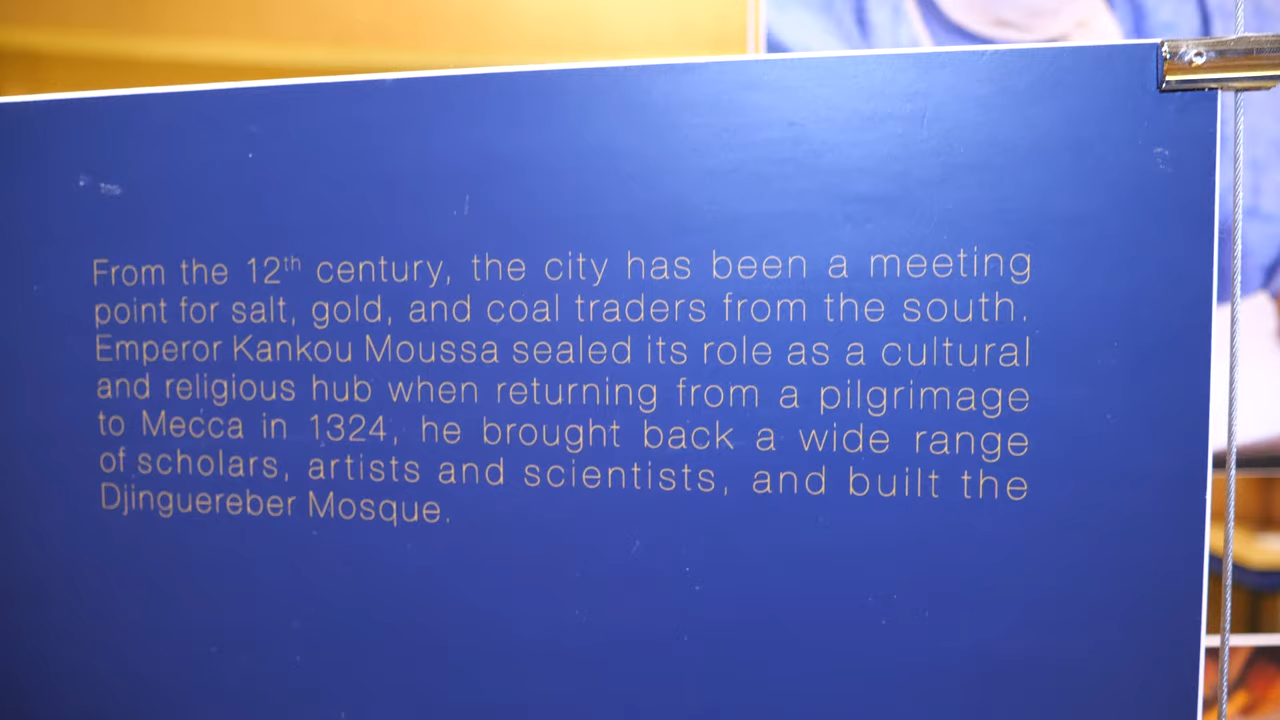 From the 12th century, the city has been a meeting
point for salt, gold, and coal traders from the south.
Emperor Kankou Moussa sealed its role as a cultural
and religious hub when returning from a pilgrimage
to Mecca in 1324, he brought back a wide range
of scholars, artists and scientists, and built the
Djinguereber Mosque.